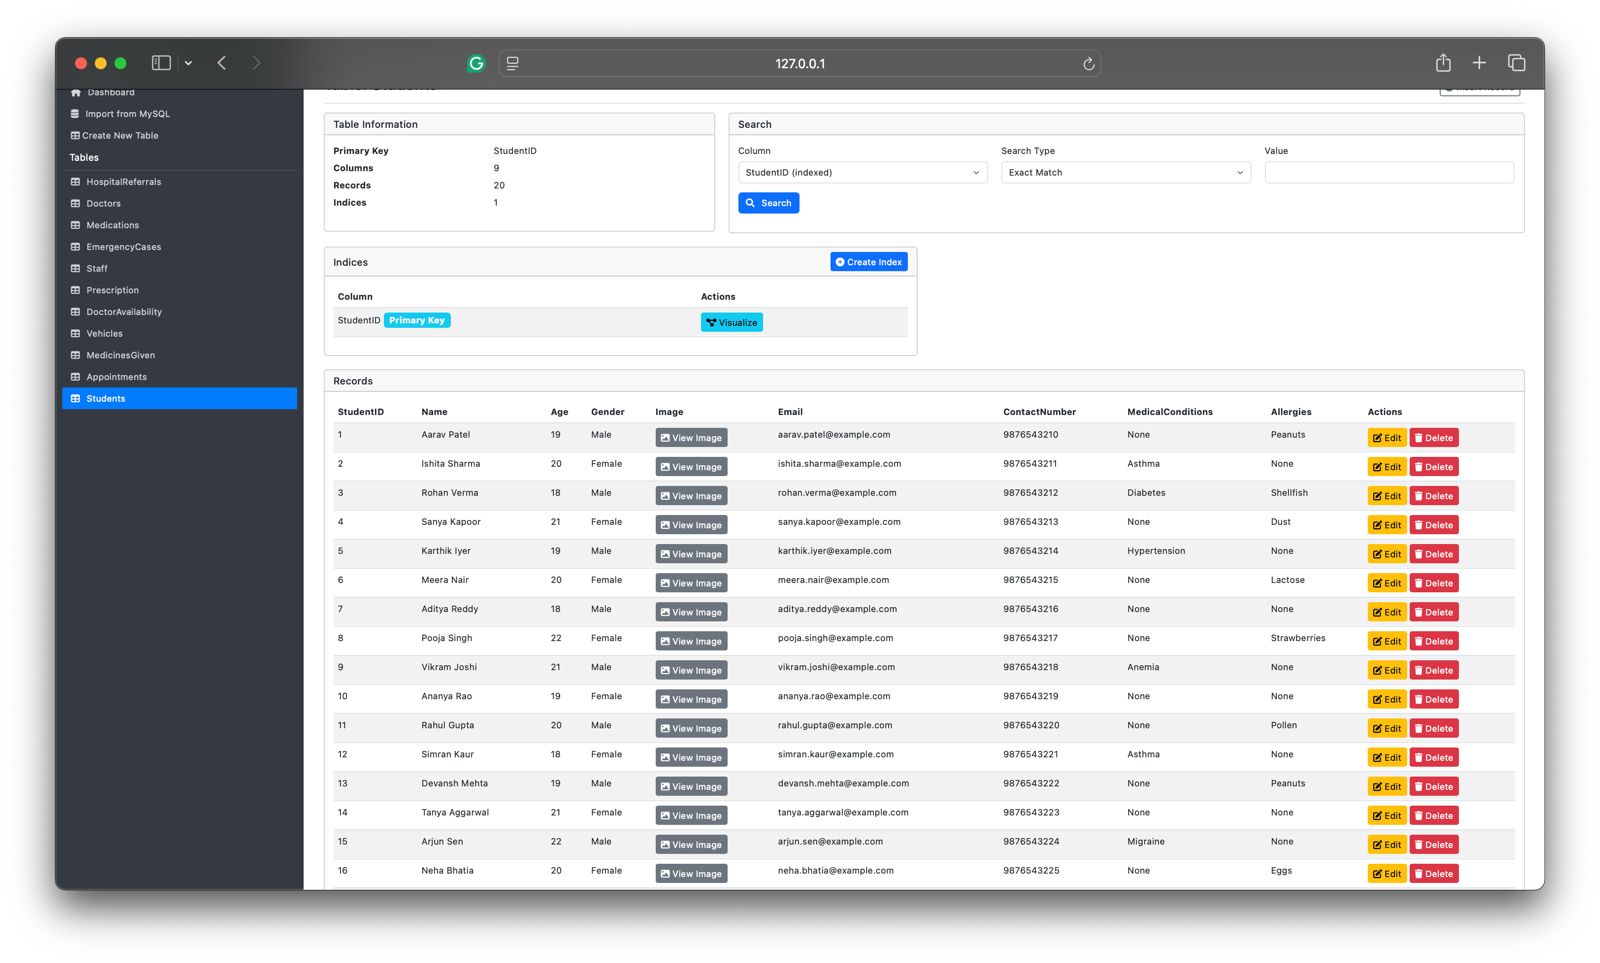 127.0.0.1
Dashboard
Import from MySQL
Create New Table
Tables
HospitalReferrals
Doctors
Medications
EmergencyCases
Staff
Prescription
DoctorAvailability
Vehicles
MedicinesGiven
Appointments
Students
Table Information
Primary Key StudentID
Columns 9
Records 20
Indices 1
Search
Column Search Type Value
StudentID (indexed) Exact Match
Search
Indices Create Index
Column Actions
StudentID Primary Key Visualize
Records
StudentID Name Age Gender Image Email ContactNumber MedicalConditions Allergies Actions
1 Aarav Patel 19 Male View Image aarav.patel@example.com 9876543210 None Peanuts Edit Delete
2 Ishita Sharma 20 Female View Image ishita.sharma@example.com 9876543211 Asthma None Edit Delete
3 Rohan Verma 18 Male View Image rohan.verma@example.com 9876543212 Diabetes Shellfish Edit Delete
4 Sanya Kapoor 21 Female View Image sanya.kapoor@example.com 9876543213 None Dust Edit Delete
5 Karthik Iyer 19 Male View Image karthik.iyer@example.com 9876543214 Hypertension None Edit Delete
6 Meera Nair 20 Female View Image meera.nair@example.com 9876543215 None Lactose Edit Delete
7 Aditya Reddy 18 Male View Image aditya.reddy@example.com 9876543216 None None Edit Delete
8 Pooja Singh 22 Female View Image pooja.singh@example.com 9876543217 None Strawberries Edit Delete
9 Vikram Joshi 21 Male View Image vikram.joshi@example.com 9876543218 Anemia None Edit Delete
10 Ananya Rao 19 Female View Image ananya.rao@example.com 9876543219 None None Edit Delete
11 Rahul Gupta 20 Male View Image rahul.gupta@example.com 9876543220 None Pollen Edit Delete
12 Simran Kaur 18 Female View Image simran.kaur@example.com 9876543221 Asthma None Edit Delete
13 Devansh Mehta 19 Male View Image devansh.mehta@example.com 9876543222 None Peanuts Edit Delete
14 Tanya Aggarwal 21 Female View Image tanya.aggarwal@example.com 9876543223 None None Edit Delete
15 Arjun Sen 22 Male View Image arjun.sen@example.com 9876543224 Migraine None Edit Delete
16 Neha Bhatia 20 Female View Image neha.bhatia@example.com 9876543225 None Eggs Edit Delete